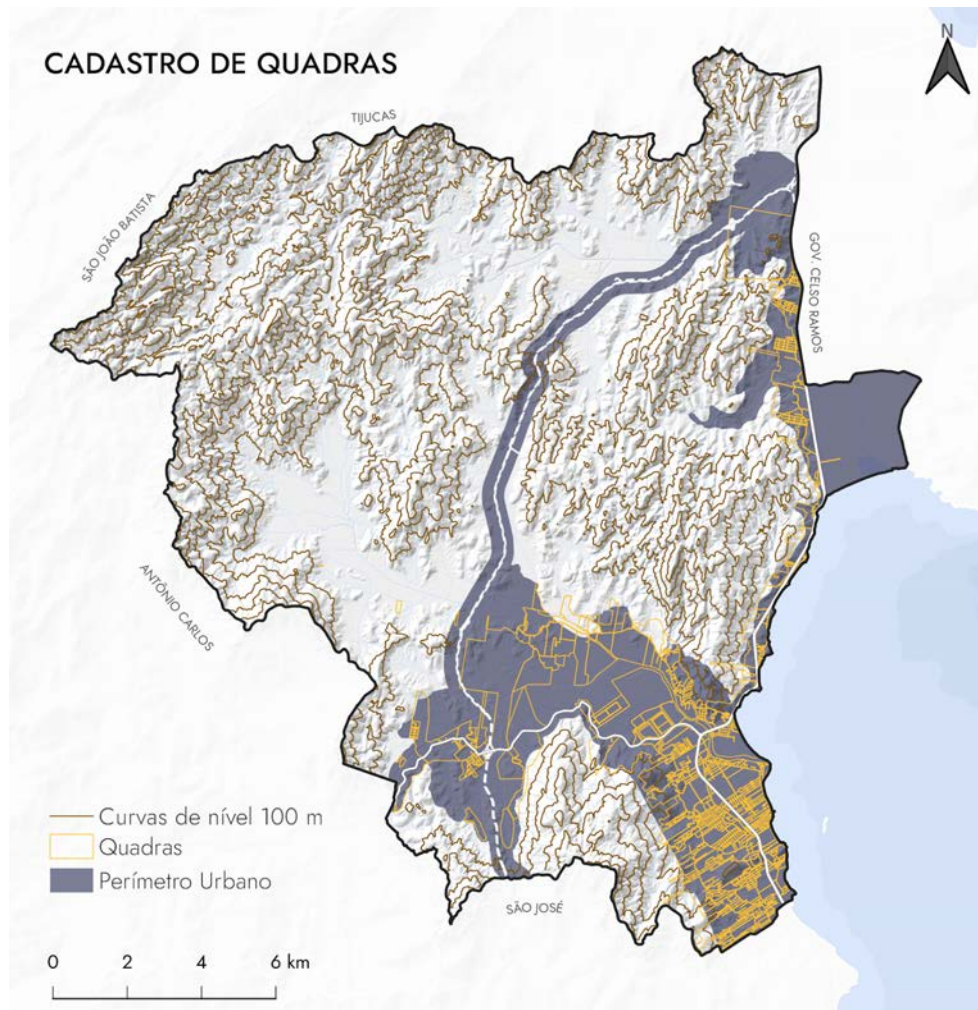 CADASTRO DE QUADRAS
N
TIJUCAS
SÃO JOÃO BATISTA
GOV. CELSO RAMOS
ANTÔNIO CARLOS
Curvas de nível 100 m
Quadras
Perímetro Urbano
SÃO JOSÉ
0 2 4 6 km